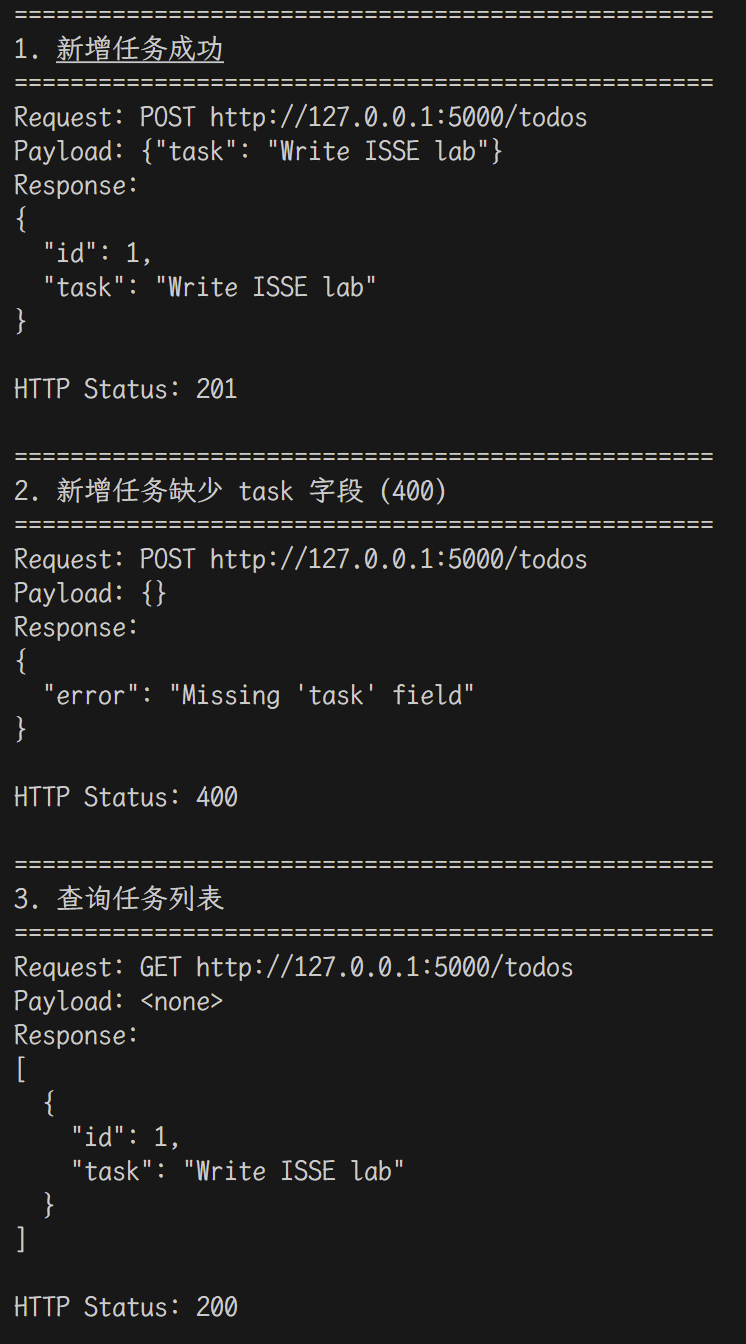 ==================================================
1. 新增任务成功
==================================================
Request: POST http://127.0.0.1:5000/todos
Payload: {"task": "Write ISSE lab"}
Response:
{
  "id": 1,
  "task": "Write ISSE lab"
}

HTTP Status: 201

==================================================
2. 新增任务缺少 task 字段 (400)
==================================================
Request: POST http://127.0.0.1:5000/todos
Payload: {}
Response:
{
  "error": "Missing 'task' field"
}

HTTP Status: 400

==================================================
3. 查询任务列表
==================================================
Request: GET http://127.0.0.1:5000/todos
Payload: <none>
Response:
[
  {
    "id": 1,
    "task": "Write ISSE lab"
  }
]

HTTP Status: 200